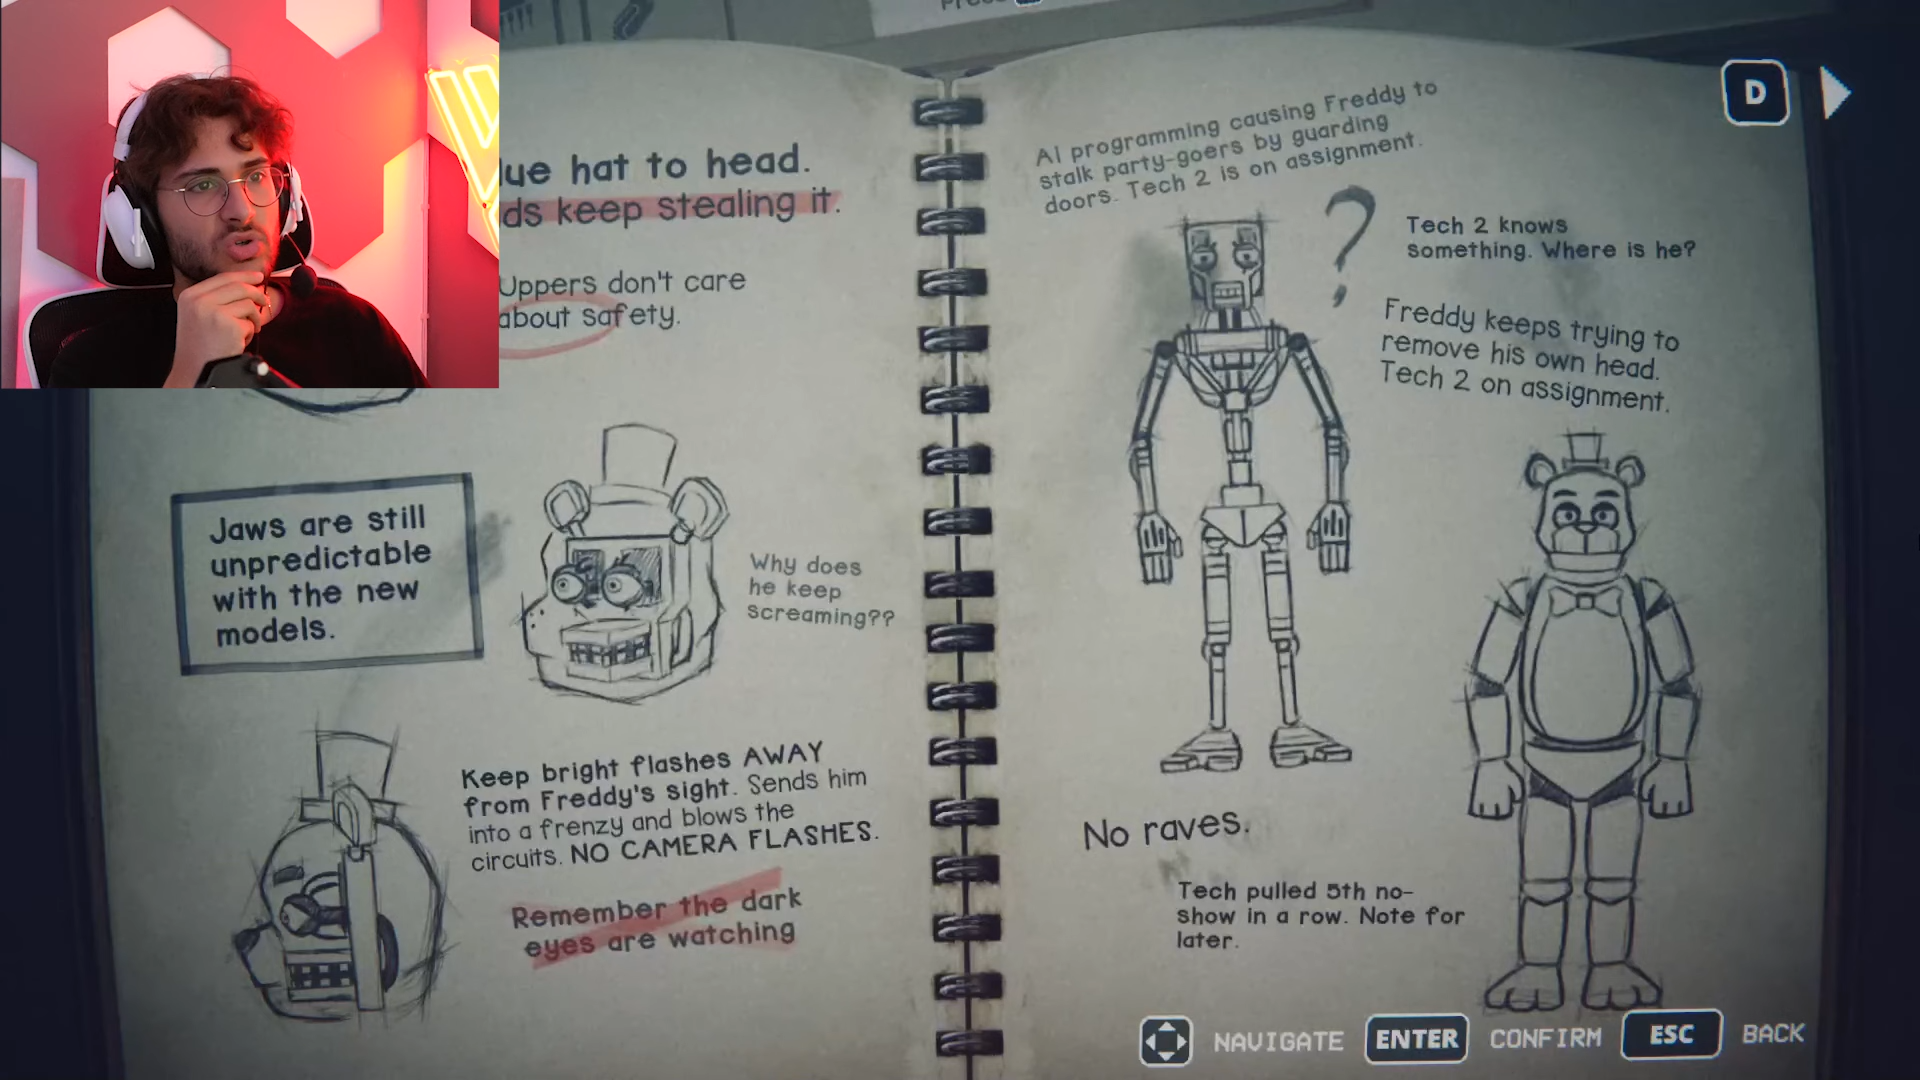 lue hat to head.
ds keep stealing it.
Uppers don't care
about safety.
Jaws are still
unpredictable
with the new
models.
Why does
he keep
screaming??
Keep bright flashes AWAY
from Freddy's sight. Sends him
into a frenzy and blows the
circuits. NO CAMERA FLASHES.
Remember the dark
eyes are watching
AI programming causing Freddy to
stalk party-goers by guarding
doors. Tech 2 is on assignment.
?
Tech 2 knows
something. Where is he?
Freddy keeps trying to
remove his own head.
Tech 2 on assignment.
No raves.
Tech pulled 5th no-
show in a row. Note for
later.
D
NAVIGATE ENTER CONFIRM ESC BACK